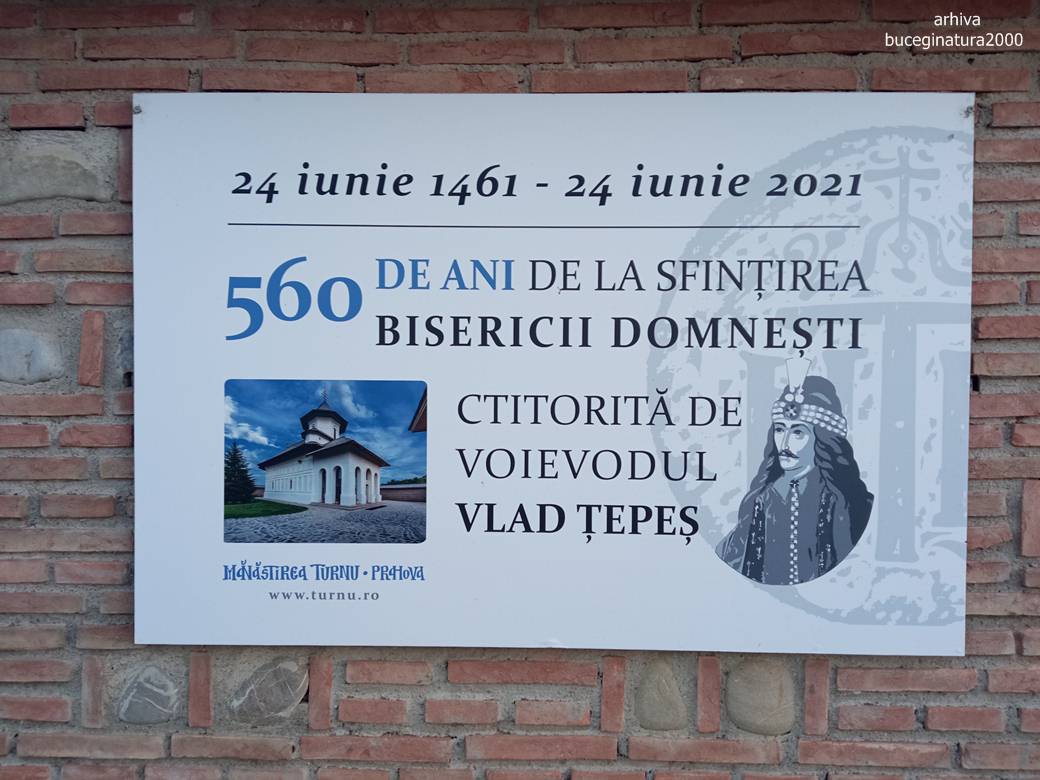 arhiva
buceginatura2000
24 iunie 1461 - 24 iunie 2021
560 DE ANI DE LA SFINȚIREA
BISERICII DOMNEȘTI
CTITORITĂ DE
VOIEVODUL
VLAD ȚEPEȘ
MĂNĂSTIREA TURNU • PRAHOVA
www.turnu.ro